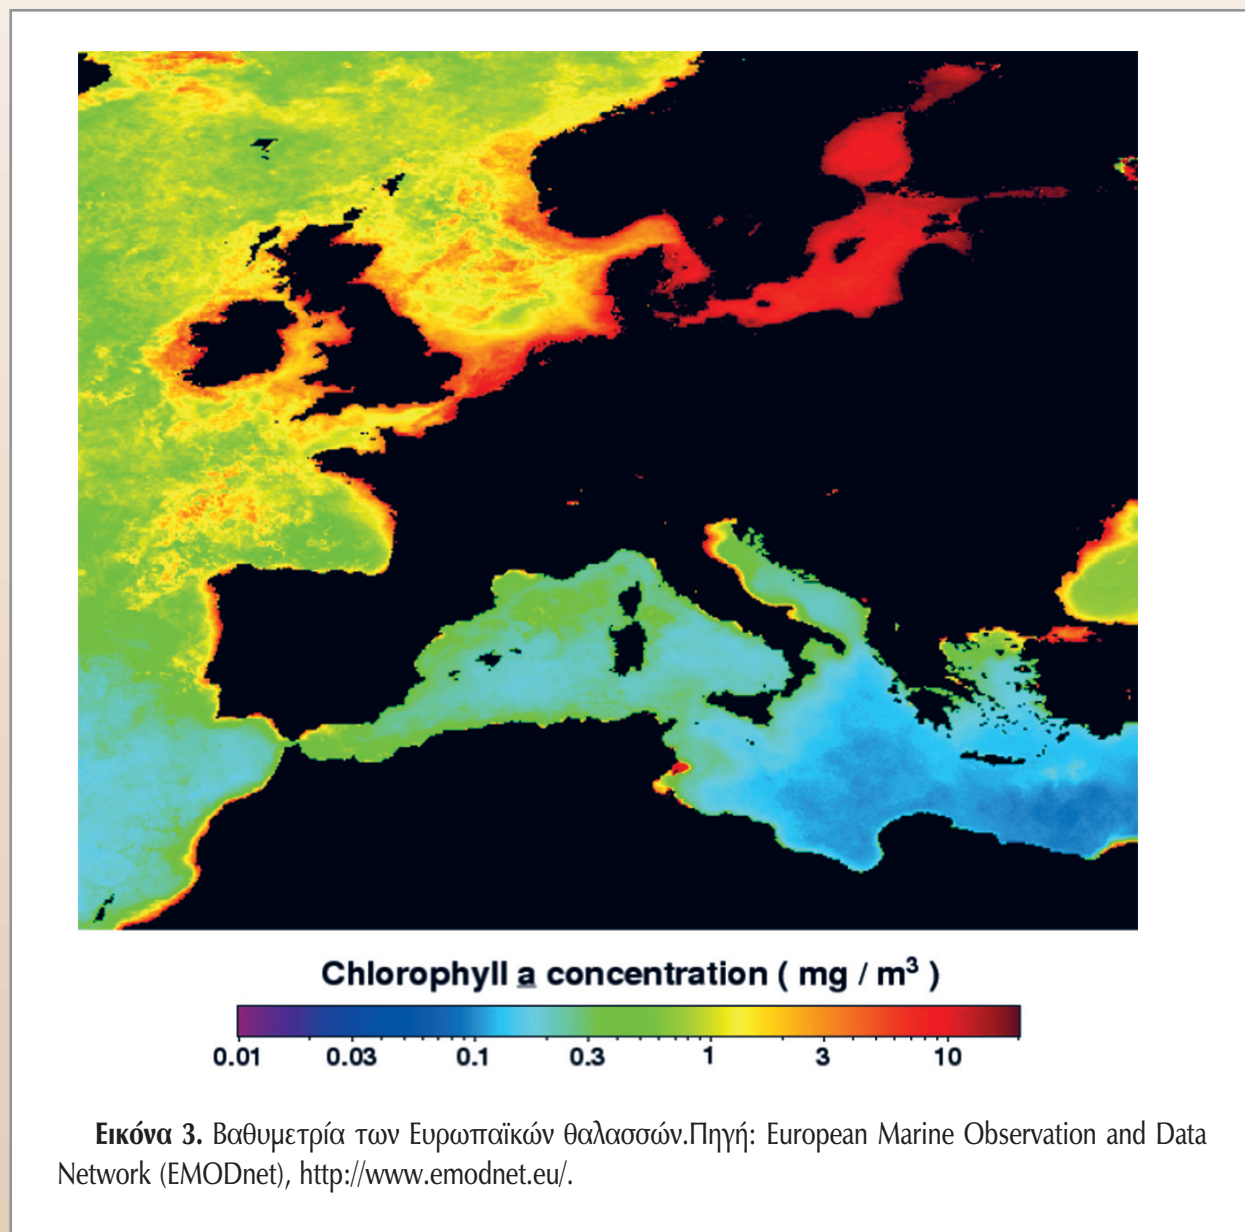 Chlorophyll a concentration ( mg / m³ )
0.01 0.03 0.1 0.3 1 3 10
Εικόνα 3. Βαθυμετρία των Ευρωπαϊκών θαλασσών.Πηγή: European Marine Observation and Data
Network (EMODnet), http://www.emodnet.eu/.